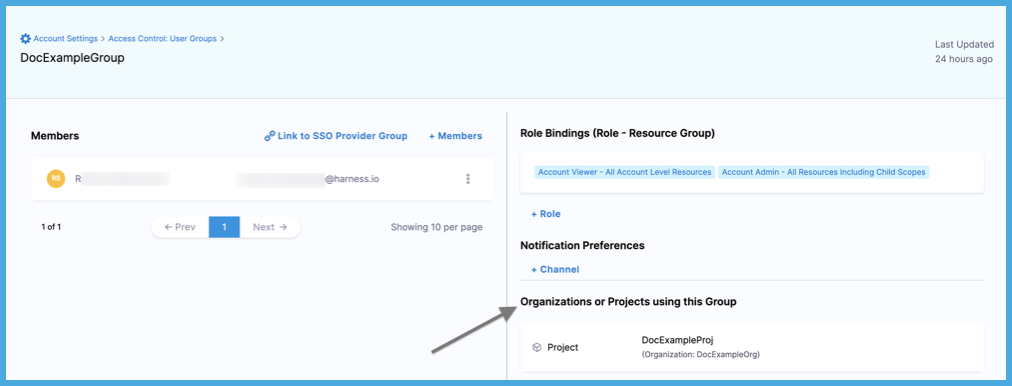 Account Settings > Access Control: User Groups >
DocExampleGroup
Last Updated
24 hours ago
Members
Link to SSO Provider Group
+ Members
RS
R
@harness.io
1 of 1
← Prev
1
Next →
Showing 10 per page
Role Bindings (Role - Resource Group)
Account Viewer - All Account Level Resources
Account Admin - All Resources Including Child Scopes
+ Role
Notification Preferences
+ Channel
Organizations or Projects using this Group
Project
DocExampleProj
(Organization: DocExampleOrg)